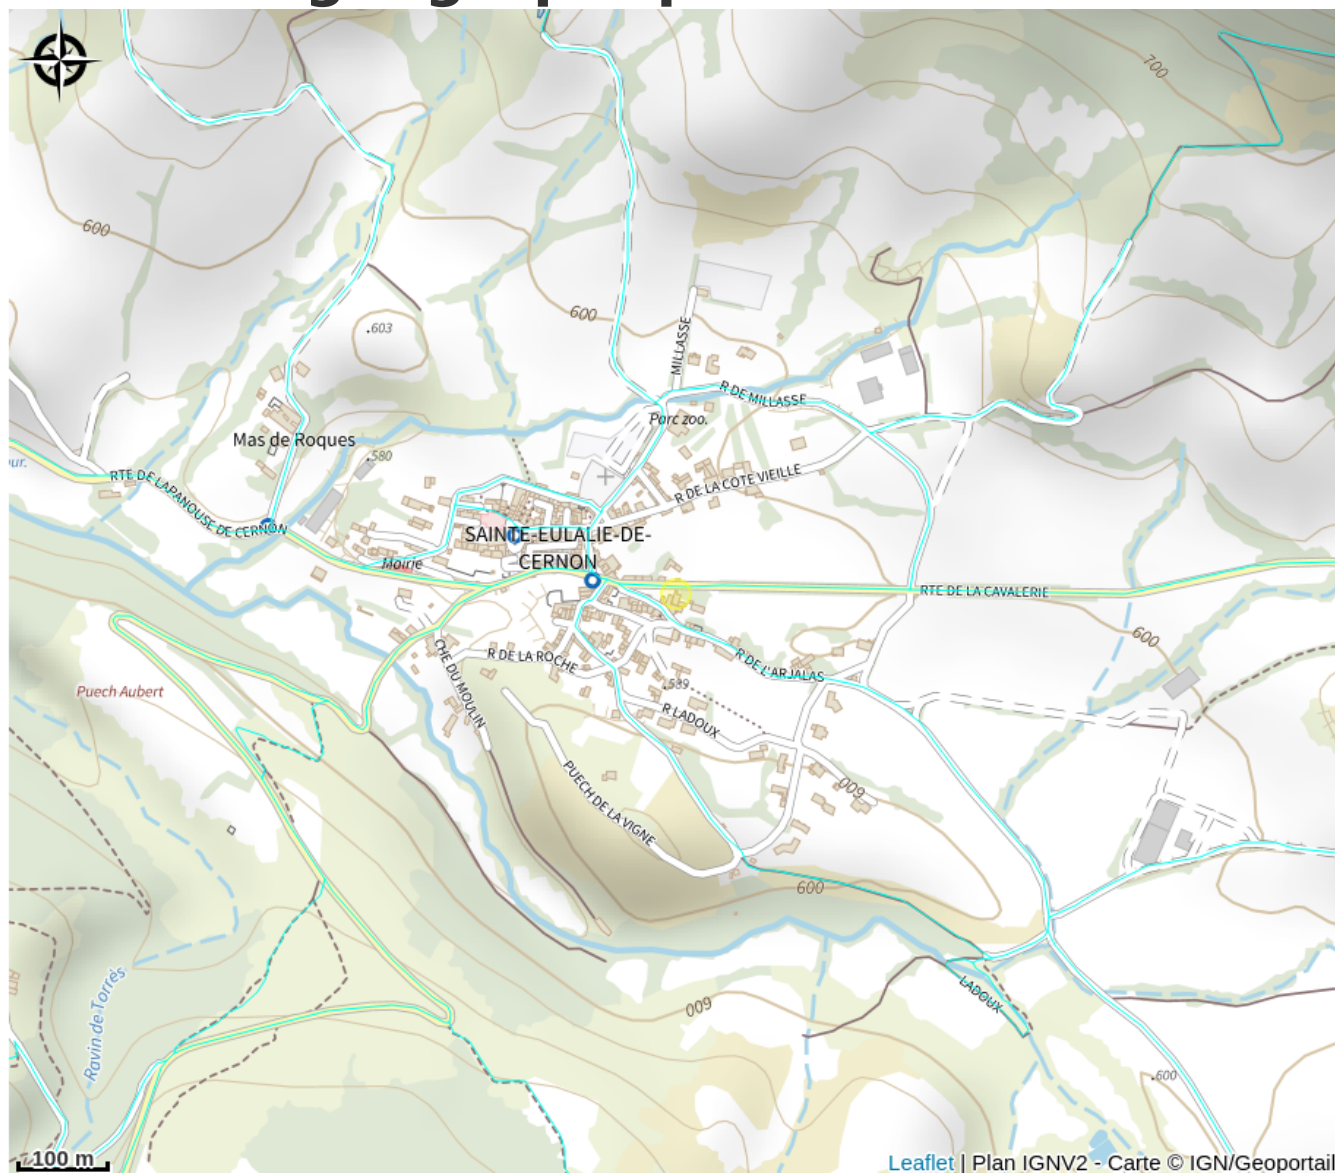 700
600
600
.603
MILLASSE
R DE MILLASSE
Parc zoo.
Mas de Roques
.580
RTE DE LAPANOUSE DE CERNON
R DE LA COTE VIEILLE
SAINTE-EULALIE-DE-
CERNON
Mairie
RTE DE LA CAVALERIE
600
R DE LA ROCHE
CHE DU MOULIN
R DE L'ARJALAS
.589
Puech Aubert
R LADOUX
PUECH DE LA VIGNE
600
600
Ravin de Torrés
LADOUX
600
.600
100 m
Leaflet | Plan IGNV2 - Carte © IGN/Geoportail